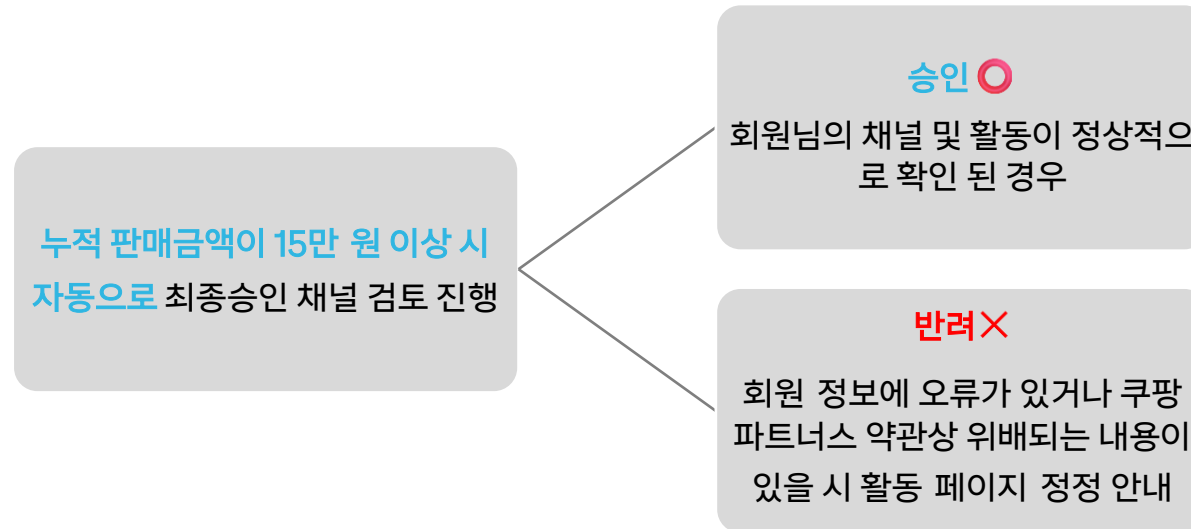 누적 판매금액이 15만 원 이상 시
자동으로 최종승인 채널 검토 진행
승인⭕
회원님의 채널 및 활동이 정상적으
로 확인 된 경우
반려❌
회원 정보에 오류가 있거나 쿠팡
파트너스 약관상 위배되는 내용이
있을 시 활동 페이지 정정 안내